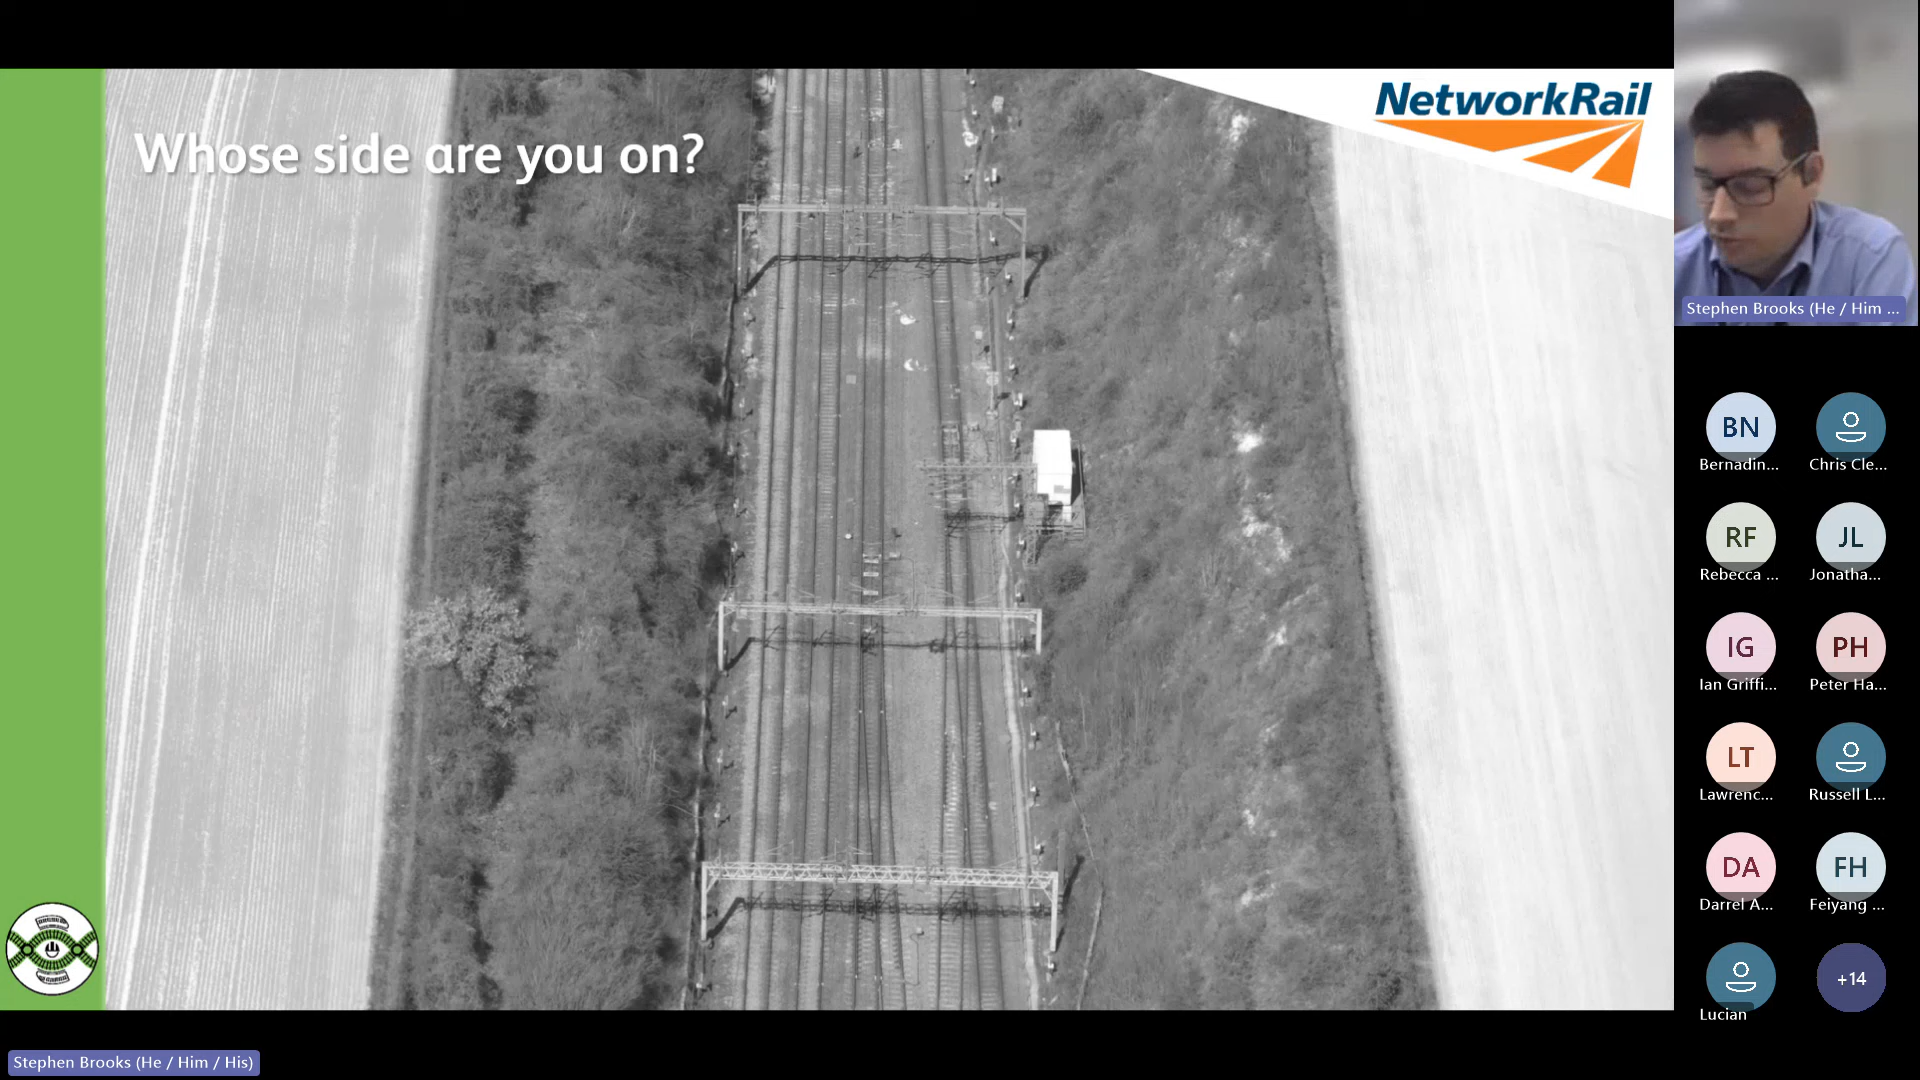 Whose side are you on?
NetworkRail
Stephen Brooks (He / Him ...
BN
Bernadin...
Chris Cle...
RF
Rebecca ...
JL
Jonatha...
IG
Ian Griffi...
PH
Peter Ha...
LT
Lawrenc...
Russell L...
DA
Darrel A...
FH
Feiyang ...
Lucian
+14
Stephen Brooks (He / Him / His)